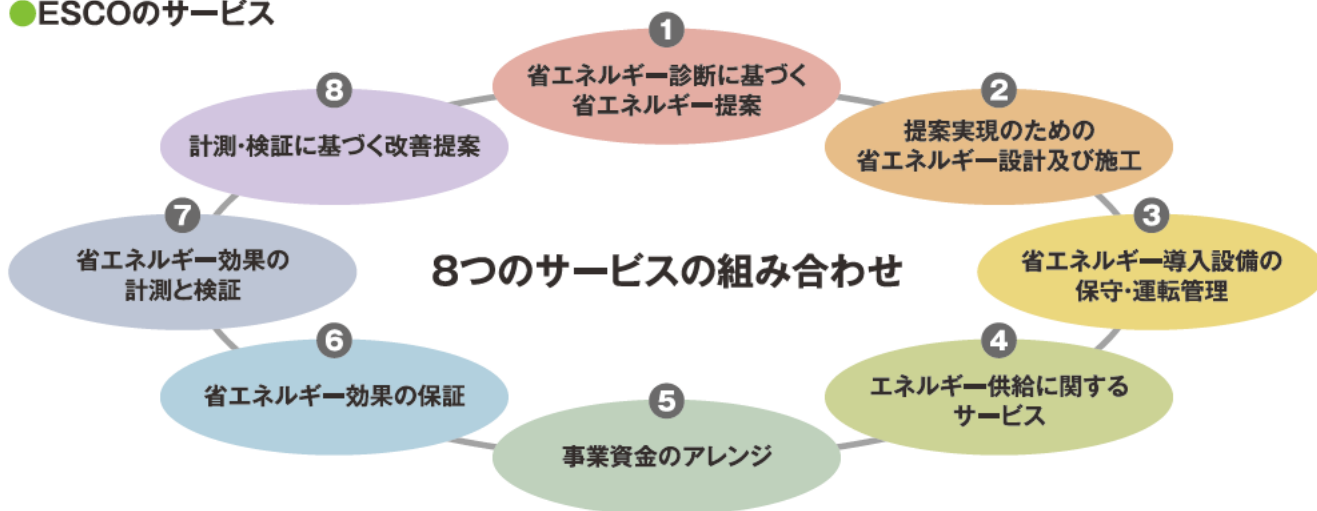 ●ESCOのサービス
1
省エネルギー診断に基づく
省エネルギー提案
2
提案実現のための
省エネルギー設計及び施工
3
省エネルギー導入設備の
保守・運転管理
4
エネルギー供給に関する
サービス
5
事業資金のアレンジ
6
省エネルギー効果の保証
7
省エネルギー効果の
計測と検証
8
計測・検証に基づく改善提案
8つのサービスの組み合わせ